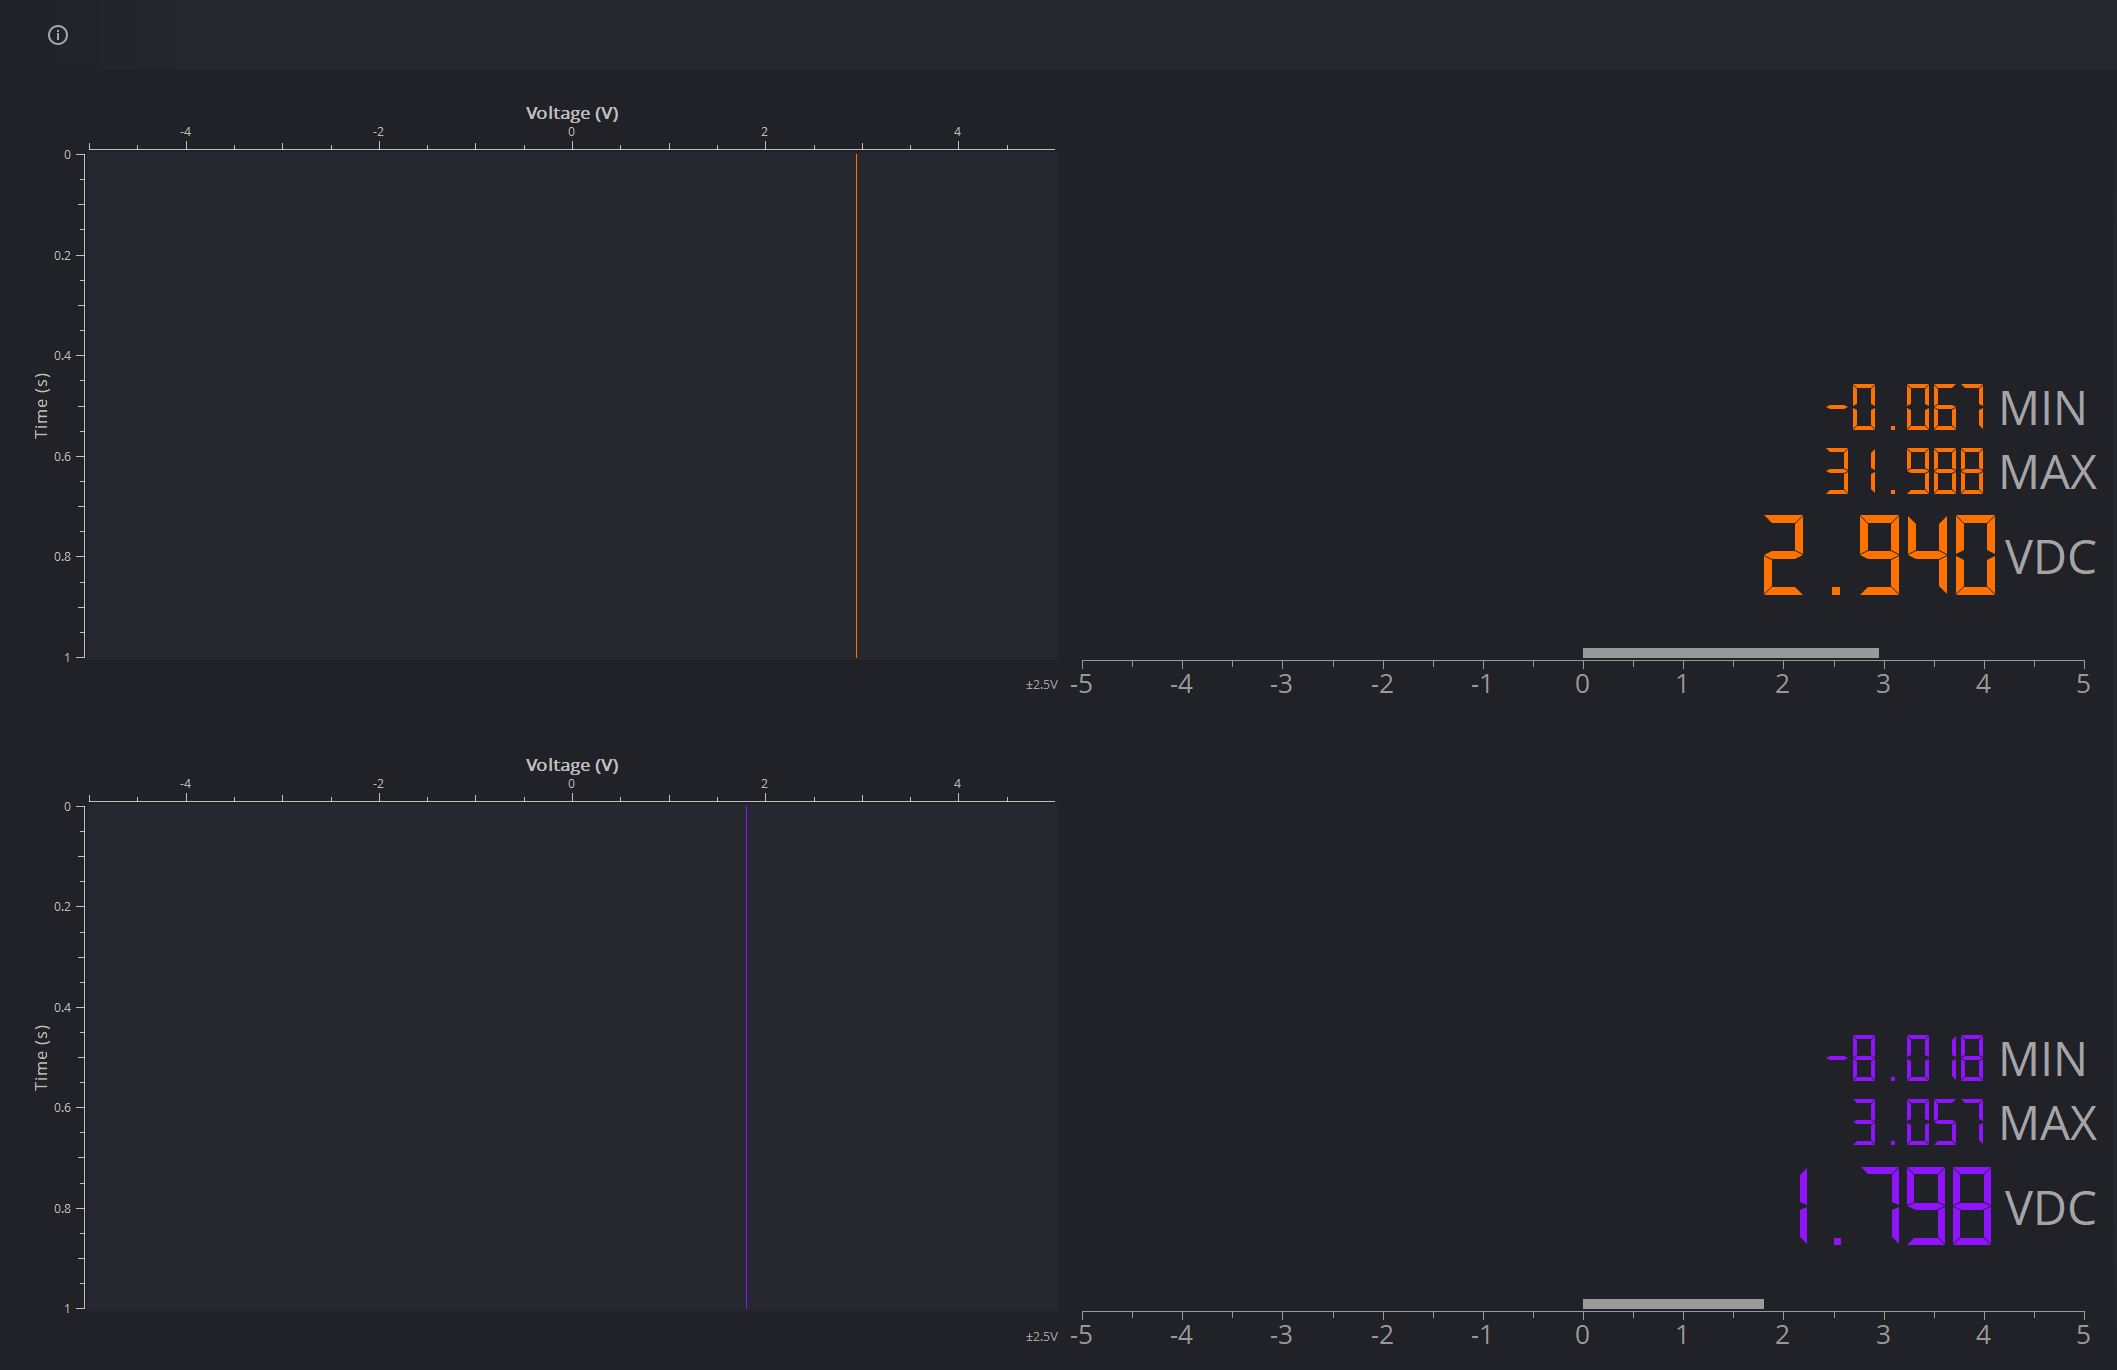 Voltage (V)
-4 -2 0 2 4
0
0.2
0.4
0.6
0.8
1
Time (s)
±2.5V
-0.067 MIN
31.988 MAX
2.940 VDC
-5 -4 -3 -2 -1 0 1 2 3 4 5
Voltage (V)
-4 -2 0 2 4
0
0.2
0.4
0.6
0.8
1
Time (s)
±2.5V
-8.018 MIN
3.057 MAX
1.798 VDC
-5 -4 -3 -2 -1 0 1 2 3 4 5